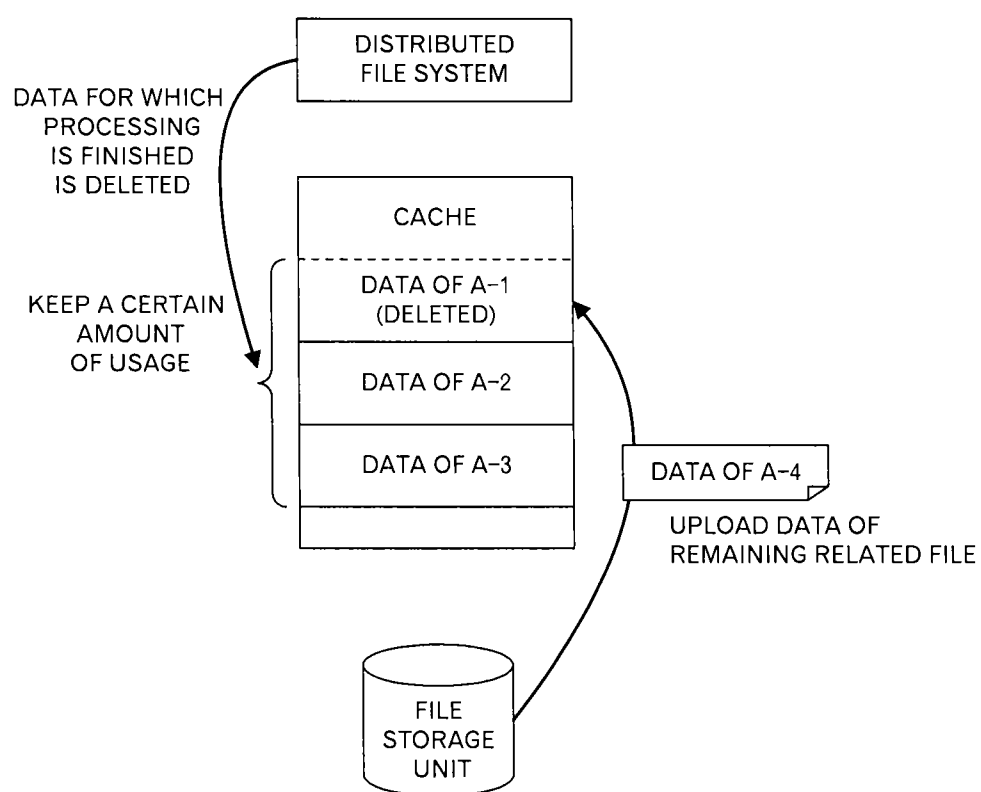 DISTRIBUTED
FILE SYSTEM
DATA FOR WHICH
PROCESSING
IS FINISHED
IS DELETED
CACHE
DATA OF A-1
(DELETED)
KEEP A CERTAIN
AMOUNT
OF USAGE
DATA OF A-2
DATA OF A-3
DATA OF A-4
UPLOAD DATA OF
REMAINING RELATED FILE
FILE
STORAGE
UNIT